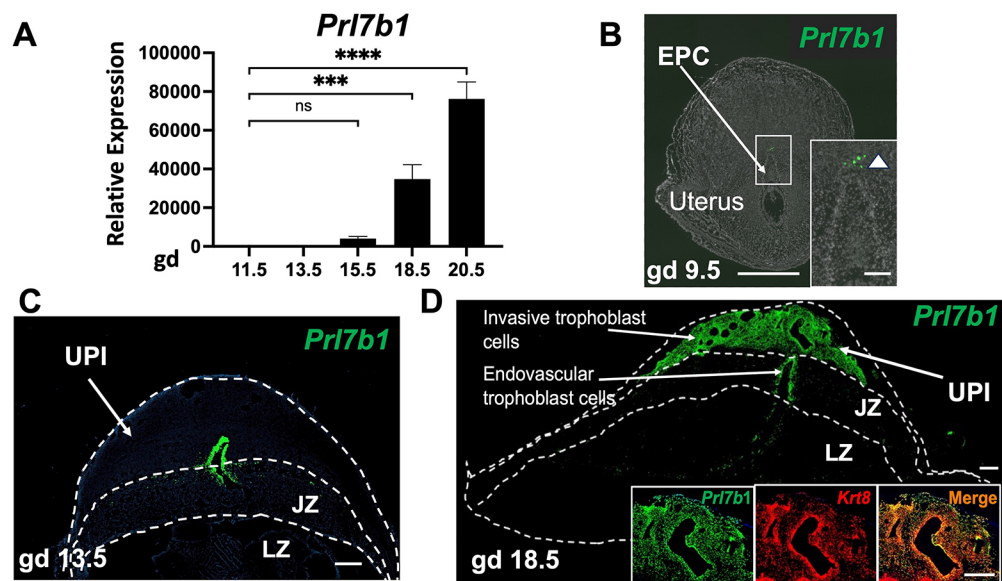 A
Prl7b1
Relative Expression
100000
80000
60000
40000
20000
0
****
***
ns
gd
11.5 13.5 15.5 18.5 20.5
B
Prl7b1
EPC
Uterus
gd 9.5
C
Prl7b1
UPI
JZ
LZ
gd 13.5
D
Prl7b1
Invasive trophoblast
cells
Endovascular
trophoblast cells
UPI
JZ
LZ
gd 18.5
Prl7b1
Krt8
Merge